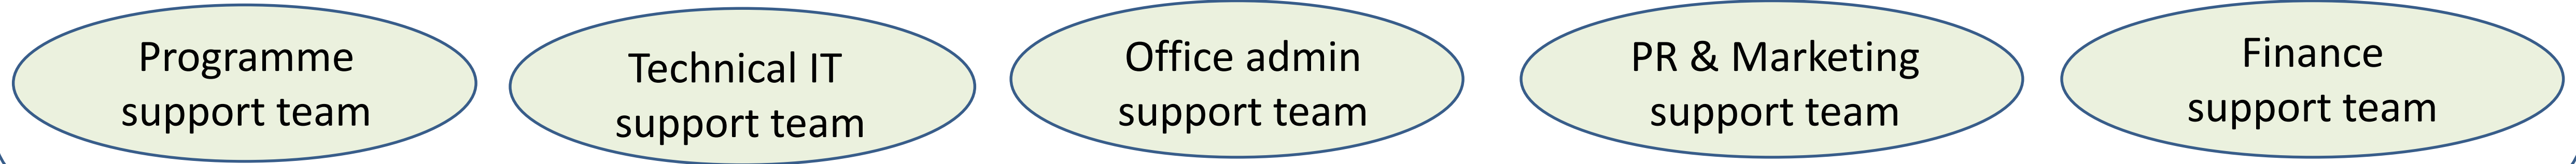 Programme
support team
Technical IT
support team
Office admin
support team
PR & Marketing
support team
Finance
support team